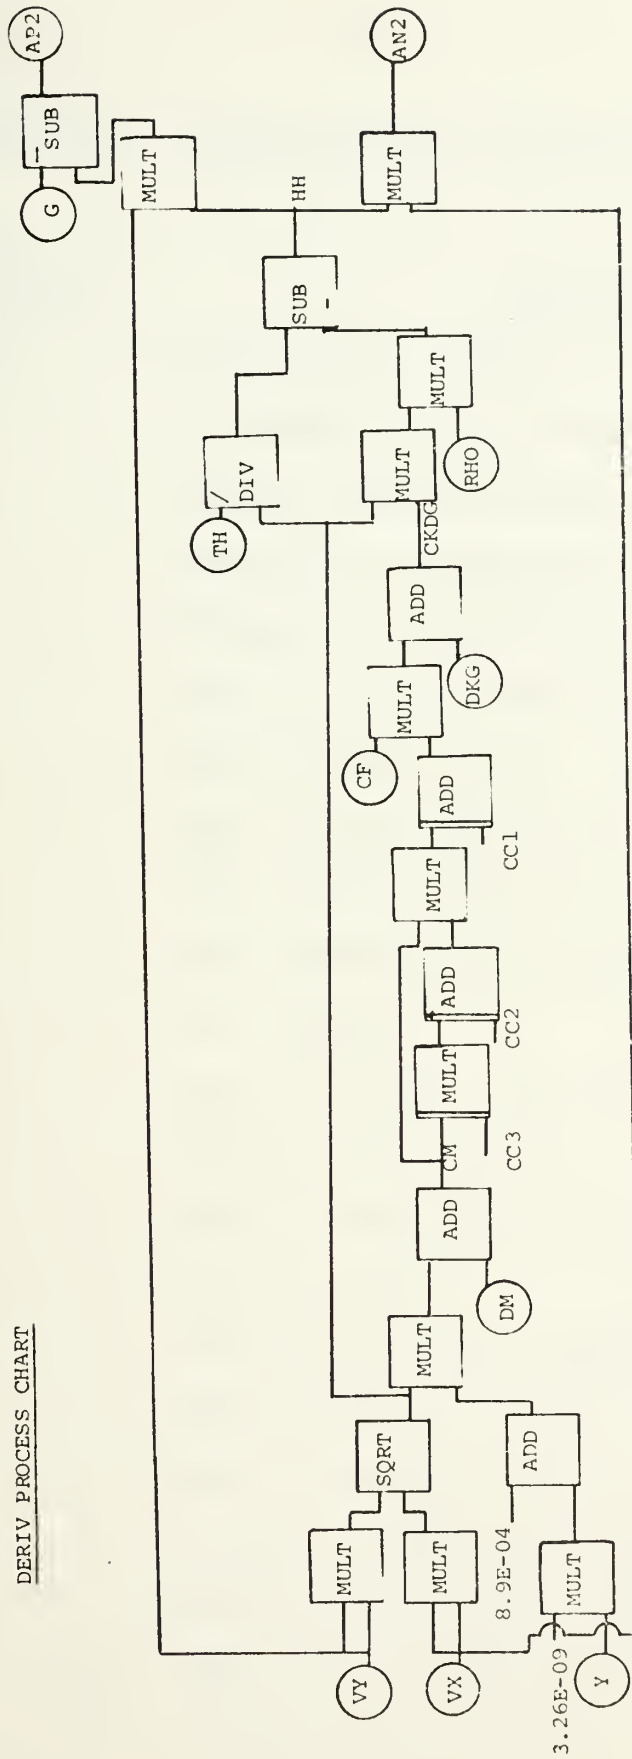 DERIV PROCESS CHART
VY
VX
3.26E-09
Y
MULT
MULT
8.9E-04
MULT
SQRT
ADD
MULT
DM
ADD
CM
CC3
MULT
CC2
ADD
MULT
CC1
ADD
CF
MULT
DKG
ADD
CKDG
TH
/
DIV
MULT
RHO
MULT
SUB
-
HH
G
MULT
MULT
-
SUB
AP2
AN2